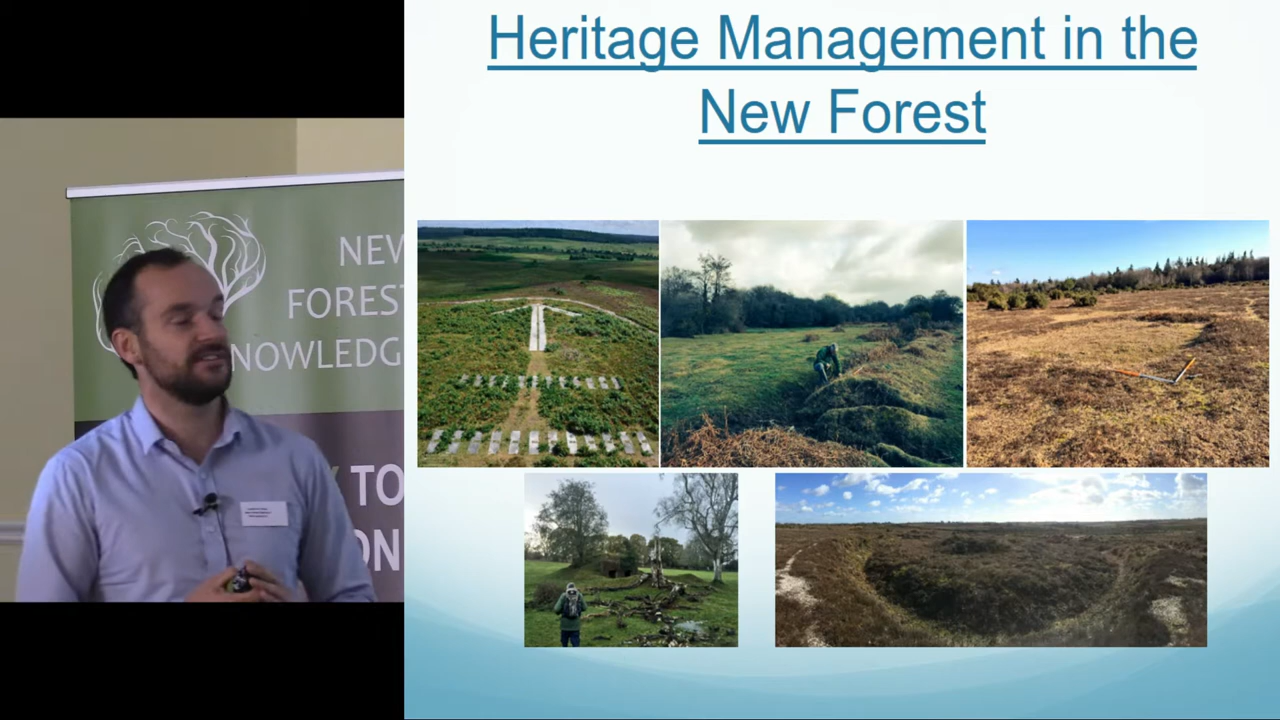 Heritage Management in the
New Forest
NEW
FOREST
NOWLEDG
TO
ON